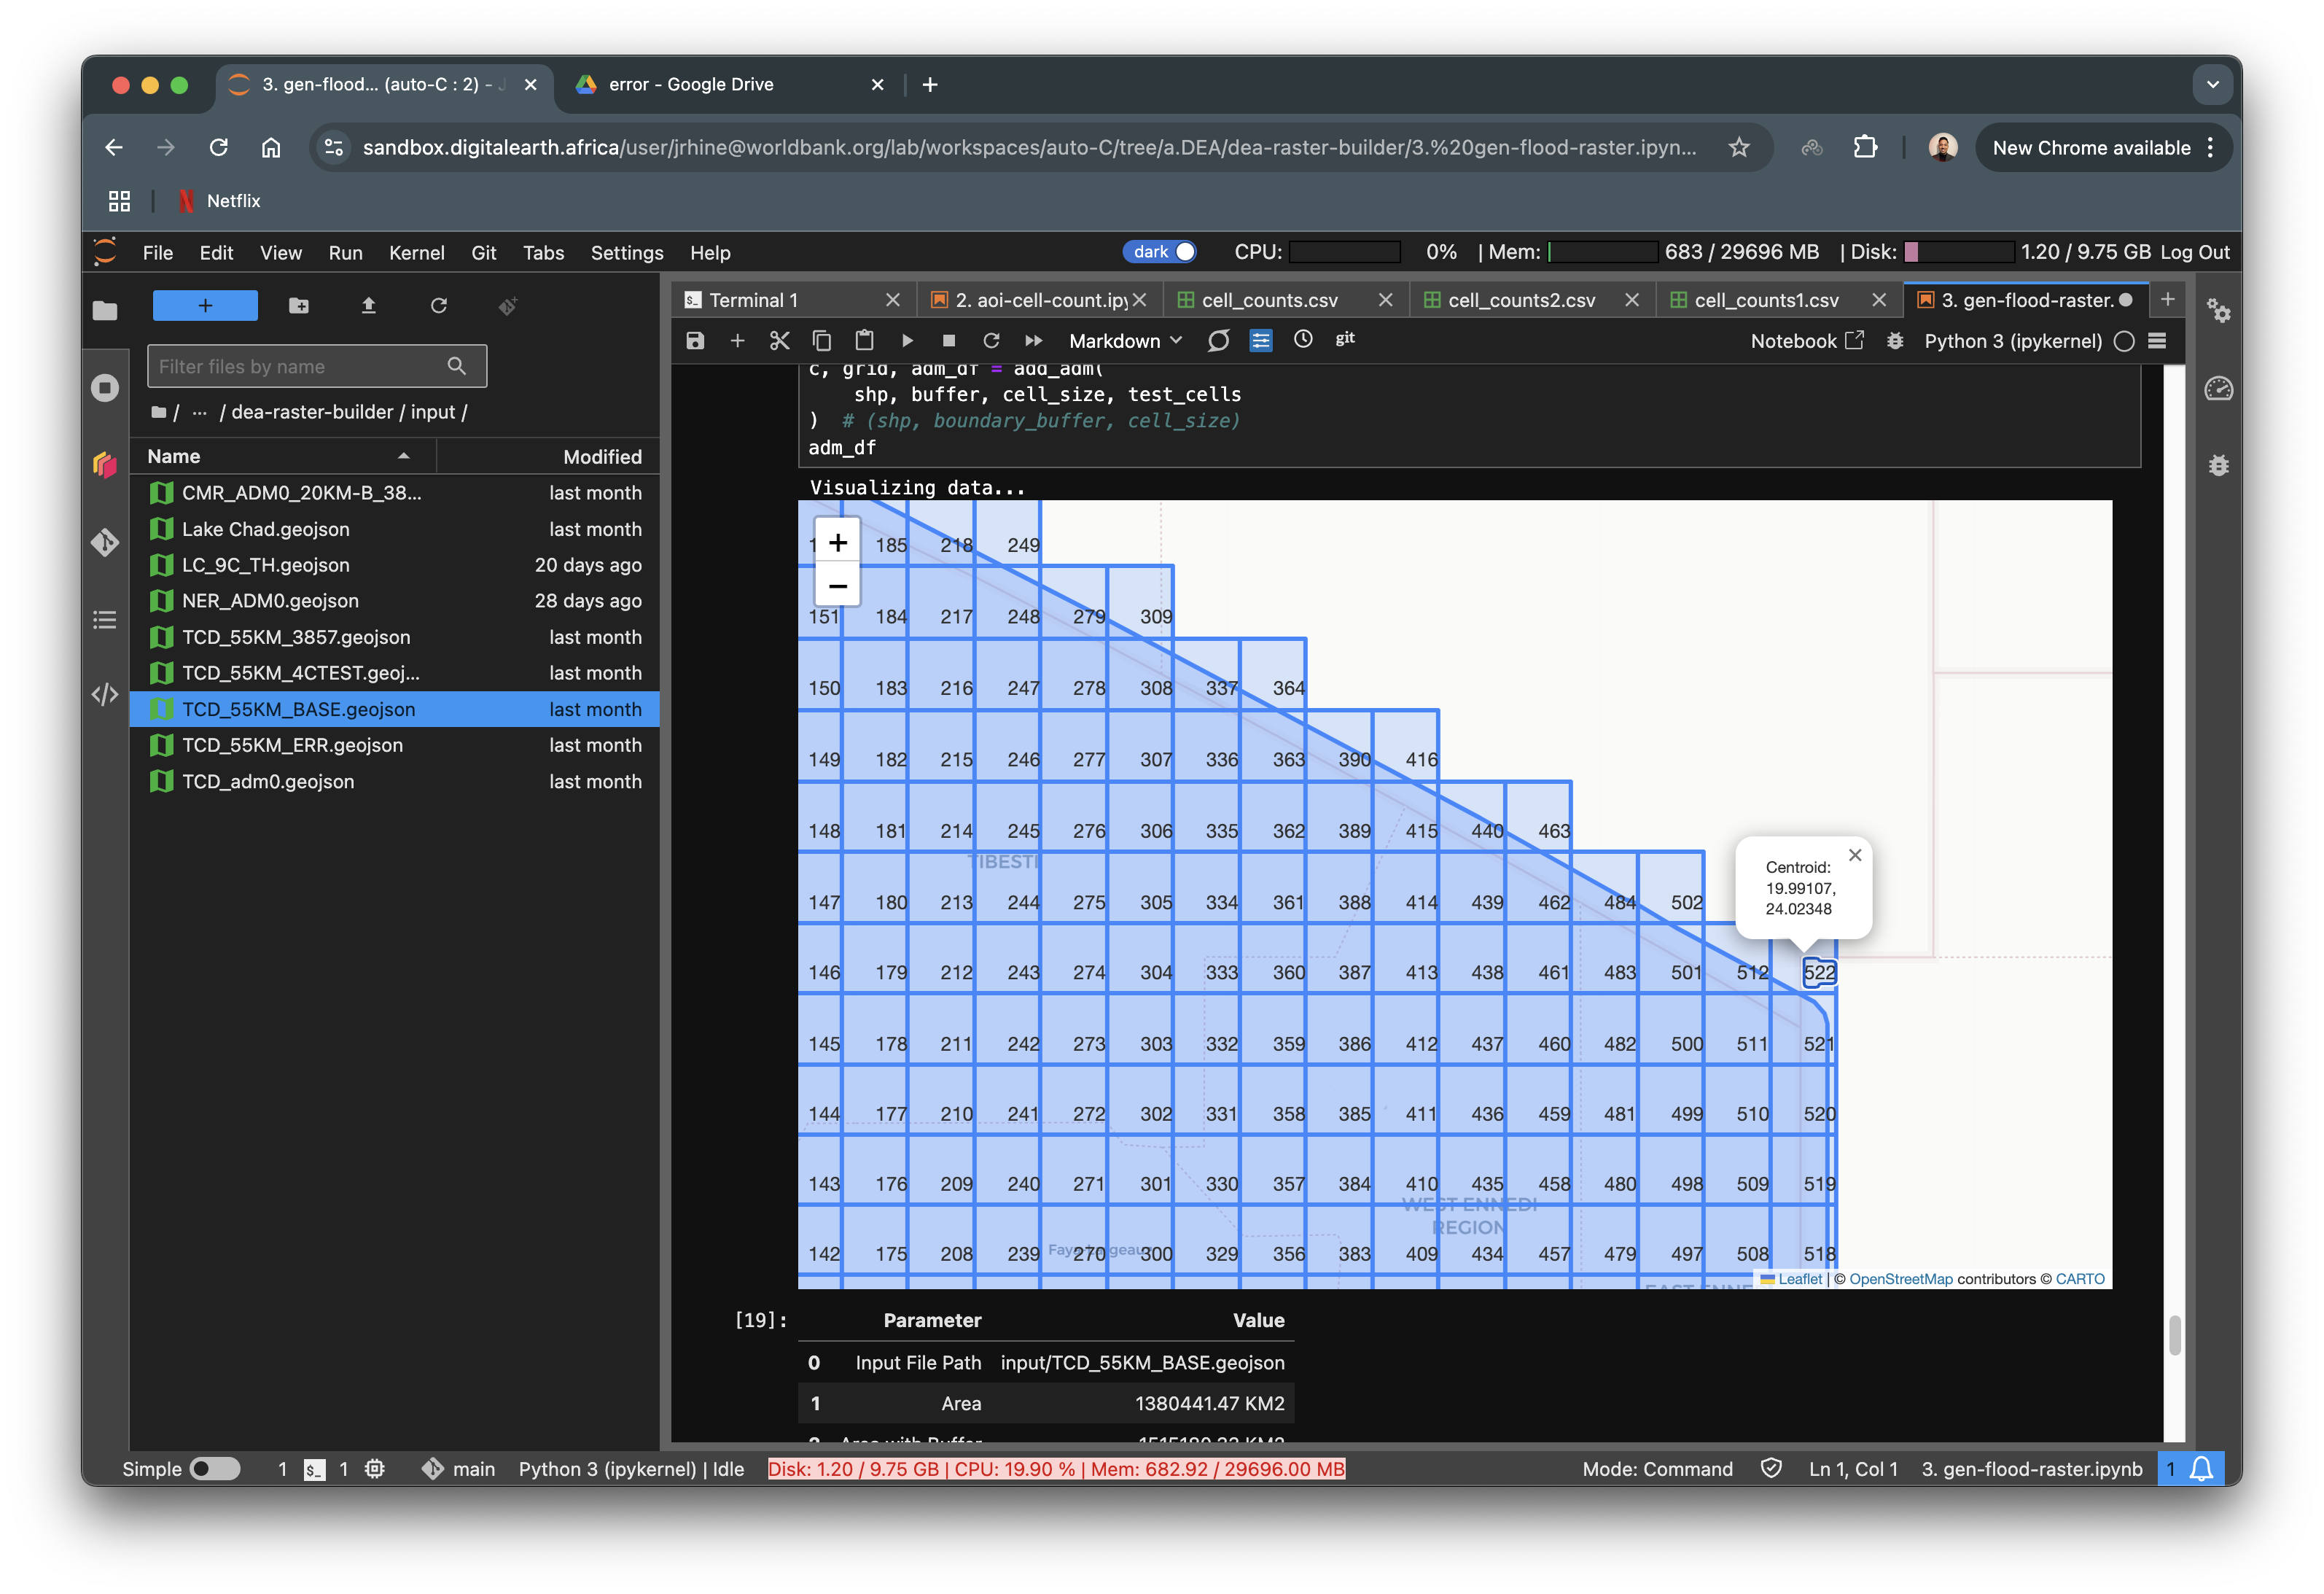 3. gen-flood... (auto-C : 2) - J
error - Google Drive
sandbox.digitalearth.africa/user/jrhine@worldbank.org/lab/workspaces/auto-C/tree/a.DEA/dea-raster-builder/3.%20gen-flood-raster.ipyn...
New Chrome available
Netflix
File Edit View Run Kernel Git Tabs Settings Help
dark CPU: 0% | Mem: 683 / 29696 MB | Disk: 1.20 / 9.75 GB Log Out
Terminal 1
2. aoi-cell-count.ipy
cell_counts.csv
cell_counts2.csv
cell_counts1.csv
3. gen-flood-raster.
Markdown
git
Notebook
Python 3 (ipykernel)
Filter files by name
/ ... / dea-raster-builder / input /
Name Modified
CMR_ADM0_20KM-B_38... last month
Lake Chad.geojson last month
LC_9C_TH.geojson 20 days ago
NER_ADM0.geojson 28 days ago
TCD_55KM_3857.geojson last month
TCD_55KM_4CTEST.geoj... last month
TCD_55KM_BASE.geojson last month
TCD_55KM_ERR.geojson last month
TCD_adm0.geojson last month
c, grid, adm_df = add_adm(
shp, buffer, cell_size, test_cells
) # (shp, boundary_buffer, cell_size)
adm_df
Visualizing data...
+
−
185 218 249
151 184 217 248 279 309
150 183 216 247 278 308 337 364
149 182 215 246 277 307 336 363 390 416
148 181 214 245 276 306 335 362 389 415 440 463
TIBESTI
147 180 213 244 275 305 334 361 388 414 439 462 484 502
Centroid:
19.99107,
24.02348
146 179 212 243 274 304 333 360 387 413 438 461 483 501 512 522
145 178 211 242 273 303 332 359 386 412 437 460 482 500 511 521
144 177 210 241 272 302 331 358 385 411 436 459 481 499 510 520
143 176 209 240 271 301 330 357 384 410 435 458 480 498 509 519
WEST ENNEDI
REGION
142 175 208 239 270 300 329 356 383 409 434 457 479 497 508 518
Leaflet | © OpenStreetMap contributors © CARTO
[19]:
Parameter Value
0 Input File Path input/TCD_55KM_BASE.geojson
1 Area 1380441.47 KM2
Simple 1 1 main Python 3 (ipykernel) | Idle Disk: 1.20 / 9.75 GB | CPU: 19.90 % | Mem: 682.92 / 29696.00 MB Mode: Command Ln 1, Col 1 3. gen-flood-raster.ipynb 1